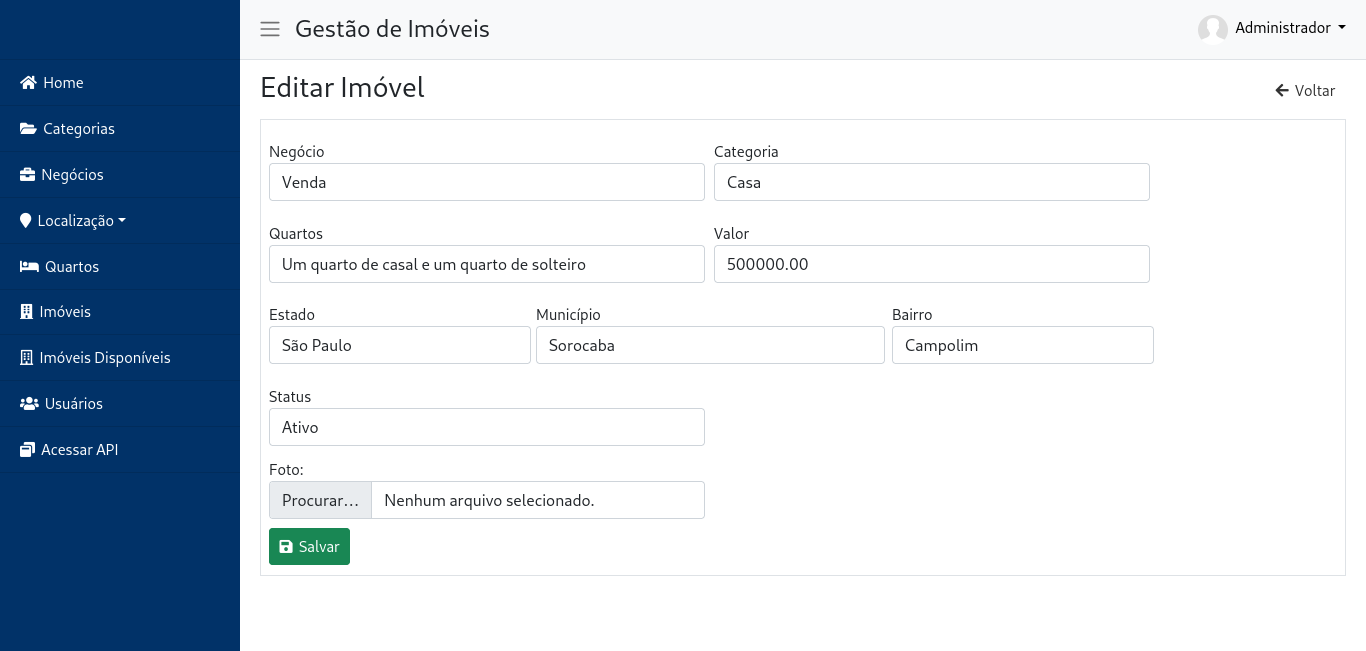 Gestão de Imóveis
Administrador
Home
Categorias
Negócios
Localização
Quartos
Imóveis
Imóveis Disponíveis
Usuários
Acessar API
Editar Imóvel
Voltar
Negócio
Venda
Categoria
Casa
Quartos
Um quarto de casal e um quarto de solteiro
Valor
500000.00
Estado
São Paulo
Município
Sorocaba
Bairro
Campolim
Status
Ativo
Foto:
Procurar... Nenhum arquivo selecionado.
Salvar